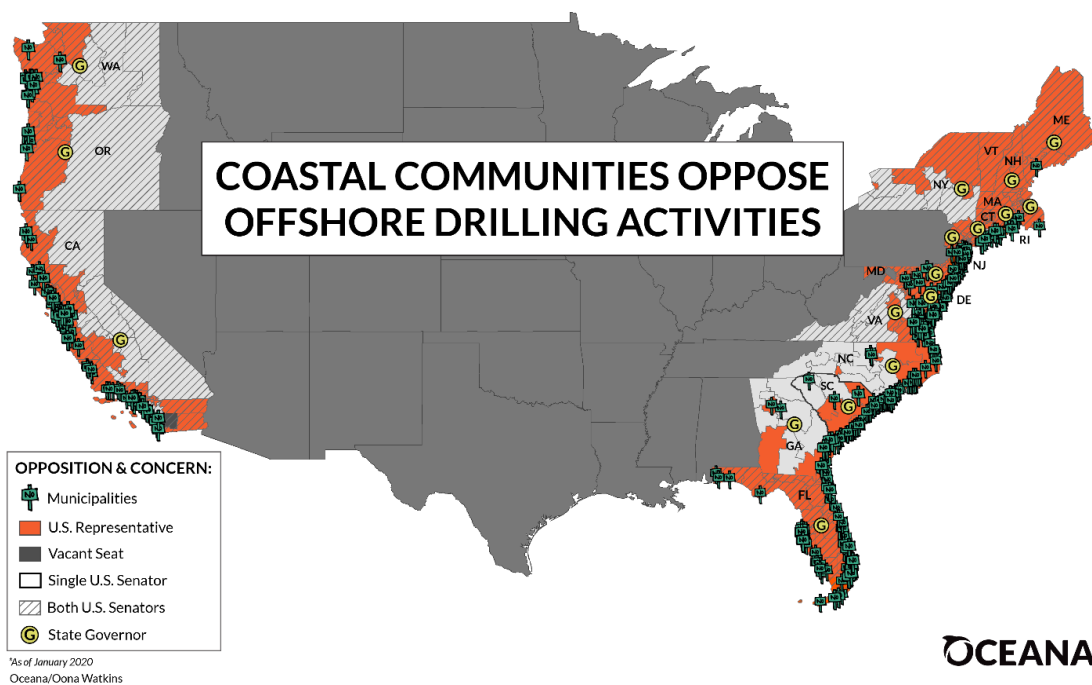 COASTAL COMMUNITIES OPPOSE
OFFSHORE DRILLING ACTIVITIES
WA
OR
CA
ME
VT
NH
NY
MA
CT
RI
NJ
MD
DE
VA
NC
SC
GA
FL
OPPOSITION & CONCERN:
NO Municipalities
U.S. Representative
Vacant Seat
Single U.S. Senator
Both U.S. Senators
G State Governor
*As of January 2020
Oceana/Oona Watkins
OCEANA